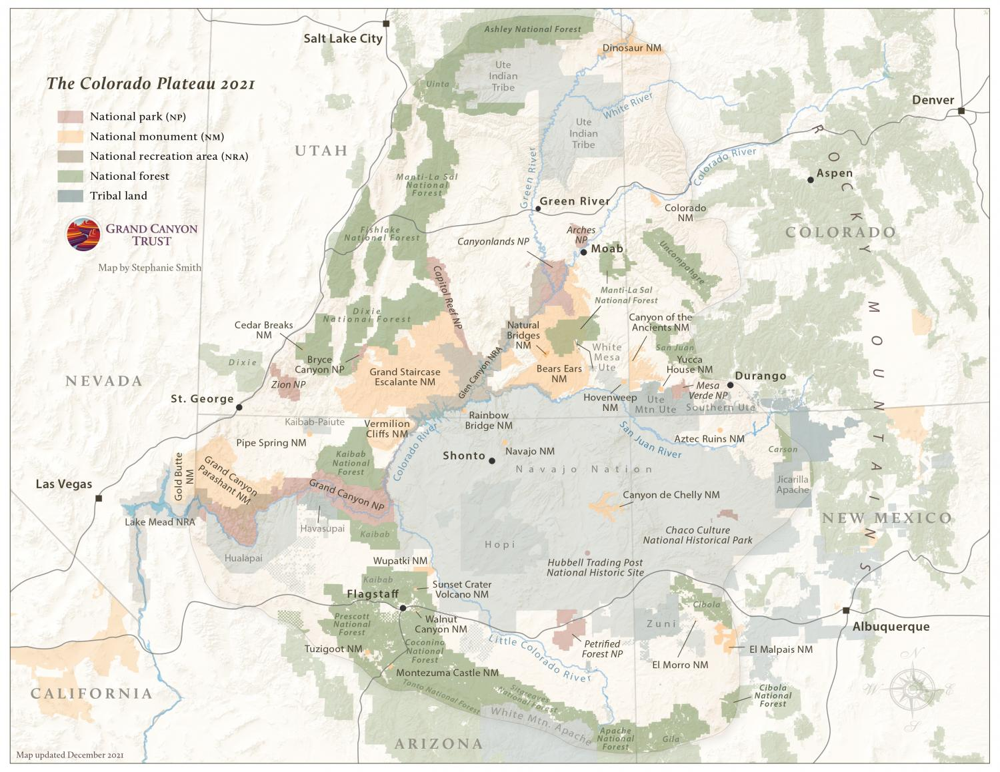 The Colorado Plateau 2021
National park (NP)
National monument (NM)
National recreation area (NRA)
National forest
Tribal land
GRAND CANYON
TRUST
Map by Stephanie Smith
Salt Lake City
Ashley National Forest
Dinosaur NM
Ute
Indian
Tribe
Uinta
White River
Denver
UTAH
Ute
Indian
Tribe
Green River
Colorado River
Aspen
Manti-La Sal
National
Forest
Green River
Colorado
NM
COLORADO
ROCKY MOUNTAINS
Fishlake
National Forest
Canyonlands NP
Arches
NP
Moab
Uncompahgre
Capitol Reef NP
Manti-La Sal
National Forest
Dixie
National Forest
Cedar Breaks
NM
Natural
Bridges
NM
Canyon of the
Ancients NM
San Juan
White
Mesa
Ute
Yucca
House NM
Dixie
Bryce
Canyon NP
Grand Staircase
Escalante NM
Glen Canyon NRA
Bears Ears
NM
Durango
NEVADA
Zion NP
Mesa
Verde NP
St. George
Hovenweep
NM
Ute
Mtn Ute
Southern Ute
Kaibab-Paiute
Vermilion
Cliffs NM
Rainbow
Bridge NM
Pipe Spring NM
Colorado River
San Juan River
Aztec Ruins NM
Carson
Kaibab
National
Forest
Shonto
Navajo NM
Navajo Nation
Gold Butte
NM
Grand Canyon
Parashant NM
Las Vegas
Grand Canyon NP
Canyon de Chelly NM
Jicarilla
Apache
Lake Mead NRA
Havasupai
Kaibab
Chaco Culture
National Historical Park
NEW MEXICO
Hualapai
Hopi
Wupatki NM
Hubbell Trading Post
National Historic Site
Kaibab
Sunset Crater
Volcano NM
Flagstaff
Prescott
National
Forest
Walnut
Canyon NM
Cibola
Zuni
Albuquerque
Tuzigoot NM
Coconino
National
Forest
Little Colorado River
Petrified
Forest NP
El Morro NM
El Malpais NM
Montezuma Castle NM
CALIFORNIA
Tonto National Forest
Sitgreaves
National Forest
Cibola
National
Forest
N
W
E
S
White Mtn. Apache
Apache
National
Forest
Gila
ARIZONA
Map updated December 2021